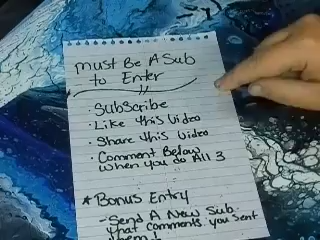 must Be A Sub
to Enter
- Subscribe
• Like this Video
• Share this Video
• Comment Below
when you do All 3
* Bonus Entry
- Send A New Sub
that comments you sent
them!